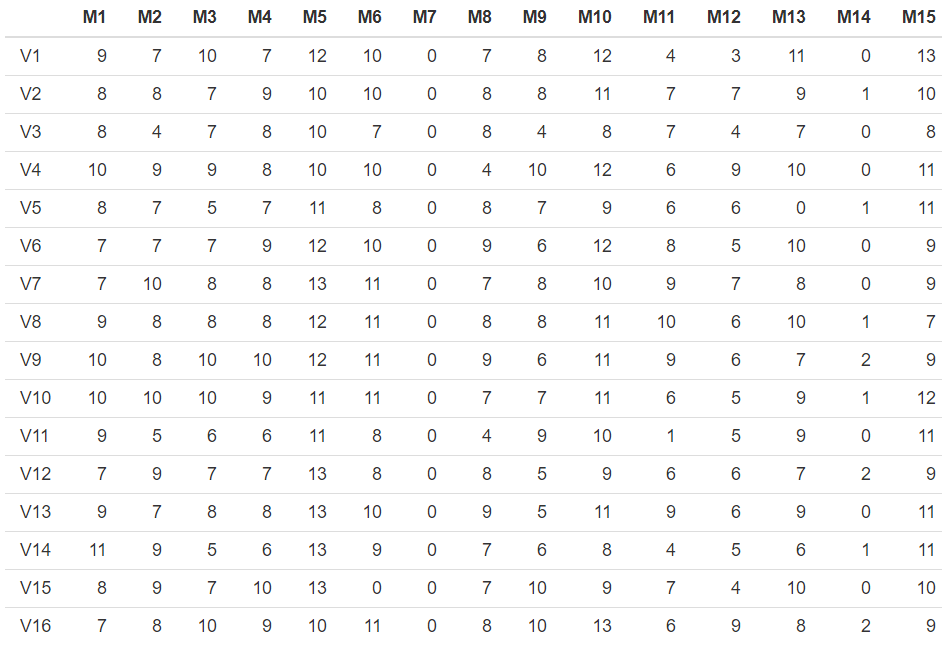 M1 M2 M3 M4 M5 M6 M7 M8 M9 M10 M11 M12 M13 M14 M15
V1 9 7 10 7 12 10 0 7 8 12 4 3 11 0 13
V2 8 8 7 9 10 10 0 8 8 11 7 7 9 1 10
V3 8 4 7 8 10 7 0 8 4 8 7 4 7 0 8
V4 10 9 9 8 10 10 0 4 10 12 6 9 10 0 11
V5 8 7 5 7 11 8 0 8 7 9 6 6 0 1 11
V6 7 7 7 9 12 10 0 9 6 12 8 5 10 0 9
V7 7 10 8 8 13 11 0 7 8 10 9 7 8 0 9
V8 9 8 8 8 12 11 0 8 8 11 10 6 10 1 7
V9 10 8 10 10 12 11 0 9 6 11 9 6 7 2 9
V10 10 10 10 9 11 11 0 7 7 11 6 5 9 1 12
V11 9 5 6 6 11 8 0 4 9 10 1 5 9 0 11
V12 7 9 7 7 13 8 0 8 5 9 6 6 7 2 9
V13 9 7 8 8 13 10 0 9 5 11 9 6 9 0 11
V14 11 9 5 6 13 9 0 7 6 8 4 5 6 1 11
V15 8 9 7 10 13 0 0 7 10 9 7 4 10 0 10
V16 7 8 10 9 10 11 0 8 10 13 6 9 8 2 9